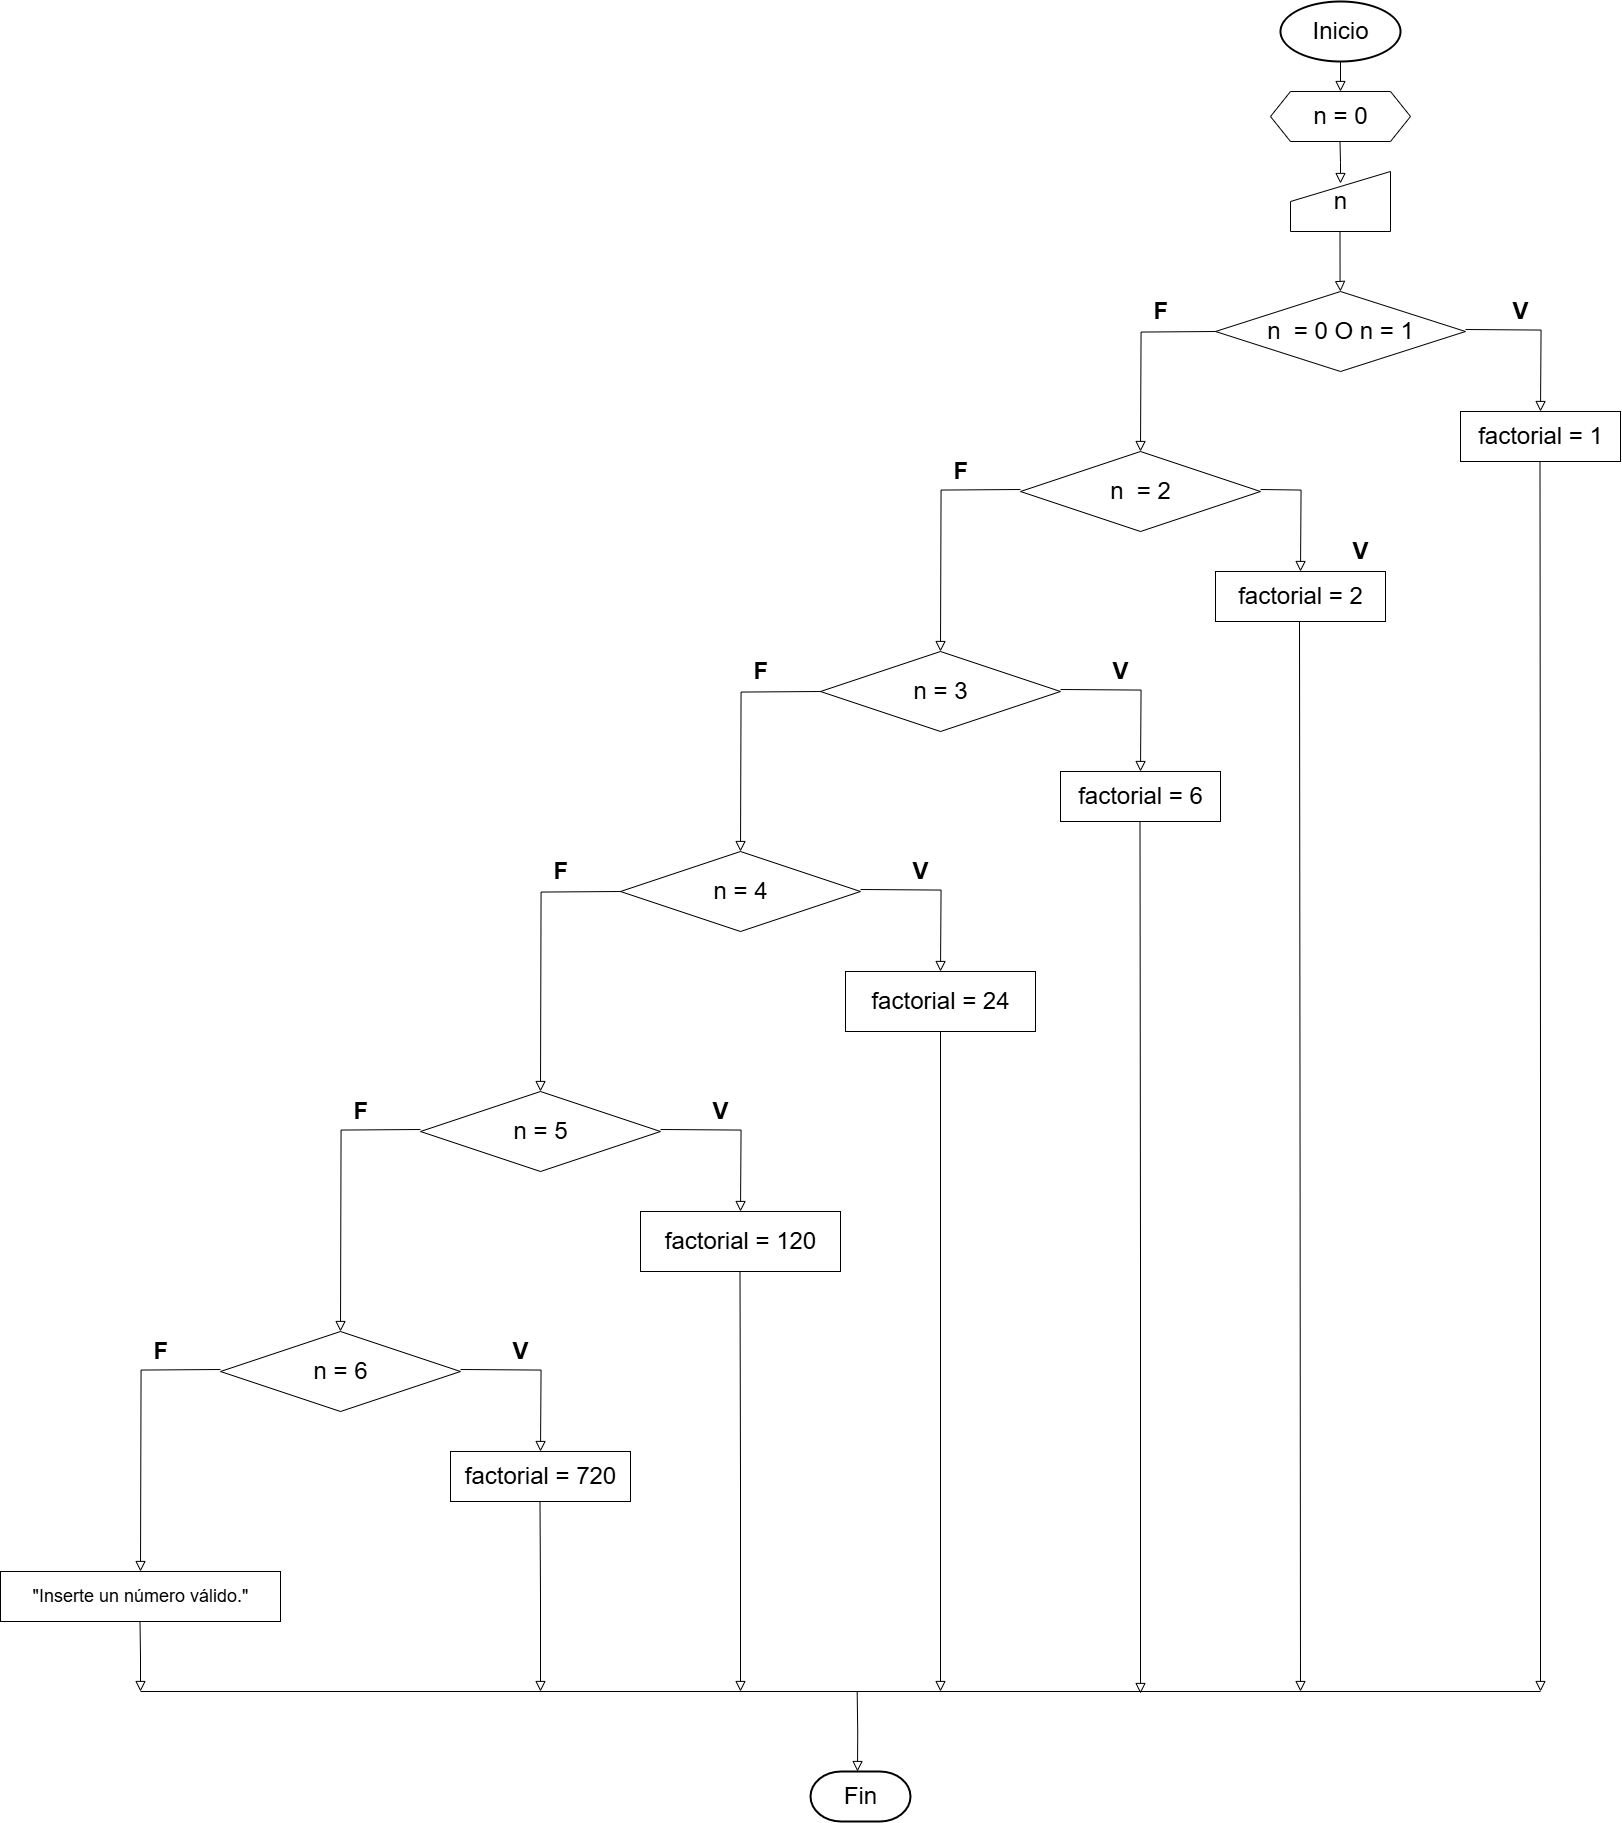 Inicio
n = 0
n
F
V
n  = 0 O n = 1
factorial = 1
F
n  = 2
V
factorial = 2
F
V
n = 3
factorial = 6
F
V
n = 4
factorial = 24
F
V
n = 5
factorial = 120
F
V
n = 6
factorial = 720
"Inserte un número válido."
Fin